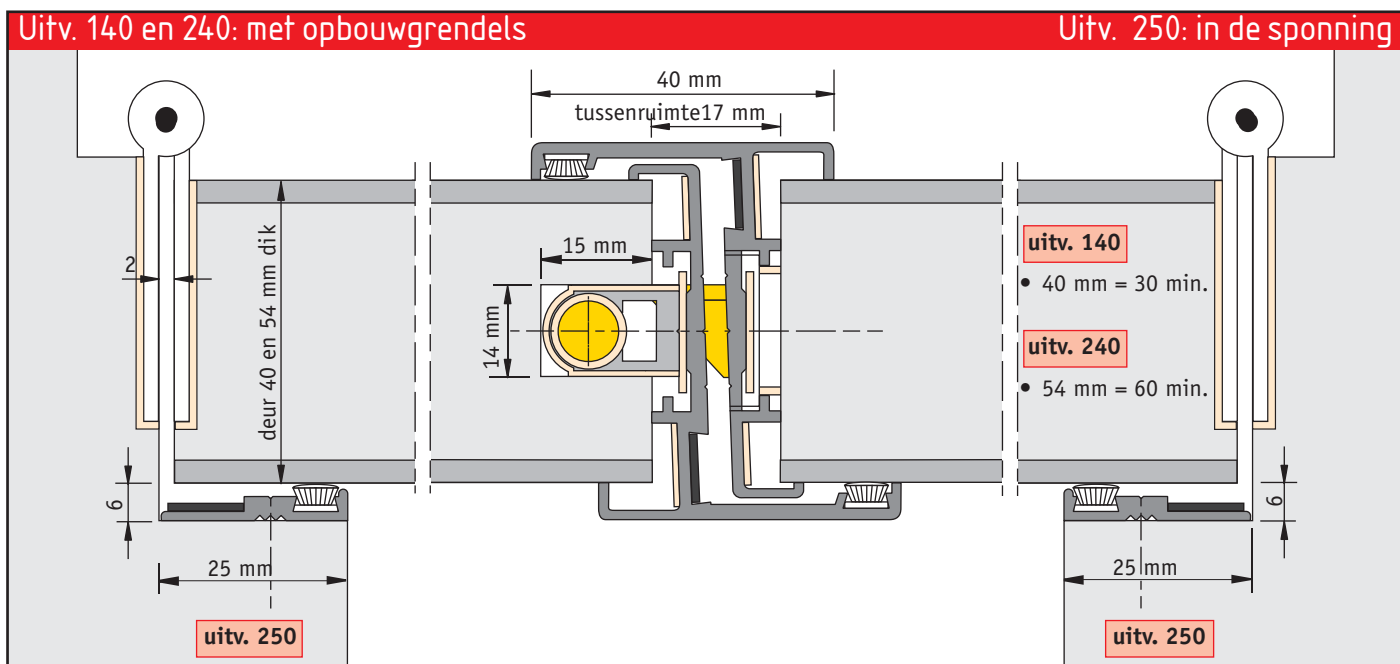 Uitv. 140 en 240: met opbouwgrendels
Uitv. 250: in de sponning
40 mm
tussenruimte17 mm
15 mm
14 mm
2
deur 40 en 54 mm dik
uitv. 140
• 40 mm = 30 min.
uitv. 240
• 54 mm = 60 min.
6
6
25 mm
25 mm
uitv. 250
uitv. 250